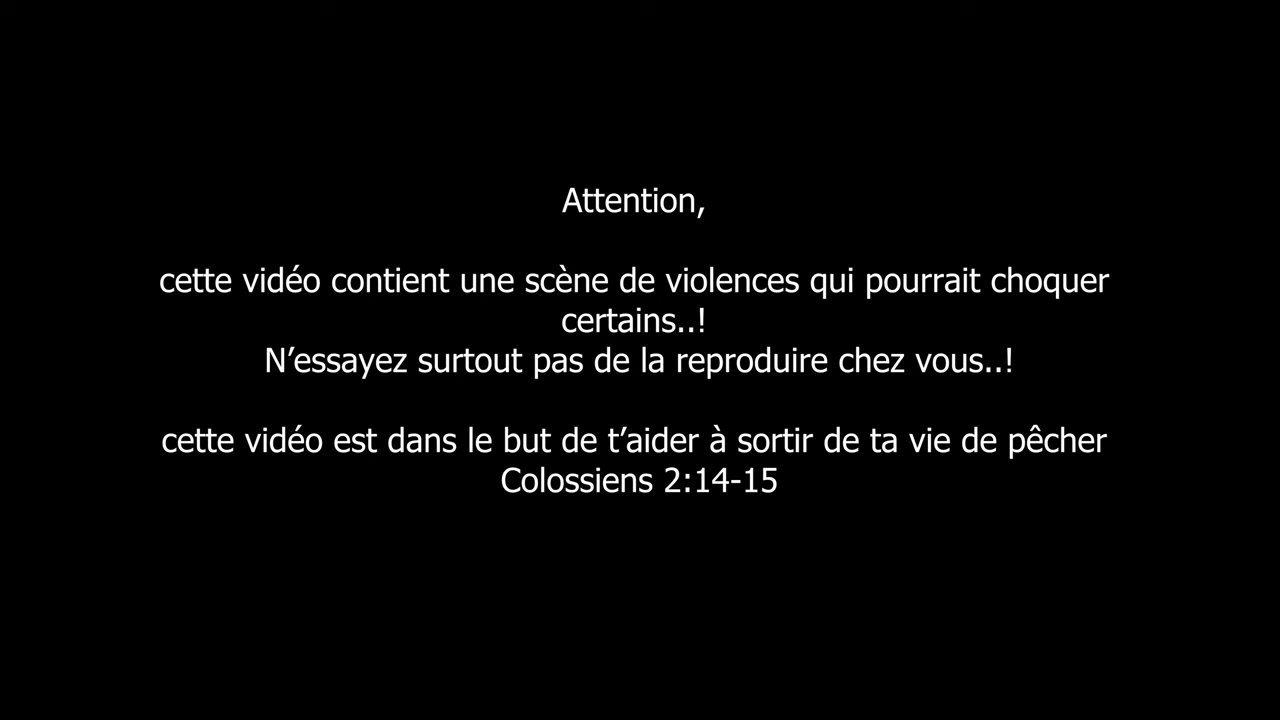 Attention,
cette vidéo contient une scène de violences qui pourrait choquer
certains..!
N’essayez surtout pas de la reproduire chez vous..!
cette vidéo est dans le but de t’aider à sortir de ta vie de pêcher
Colossiens 2:14-15